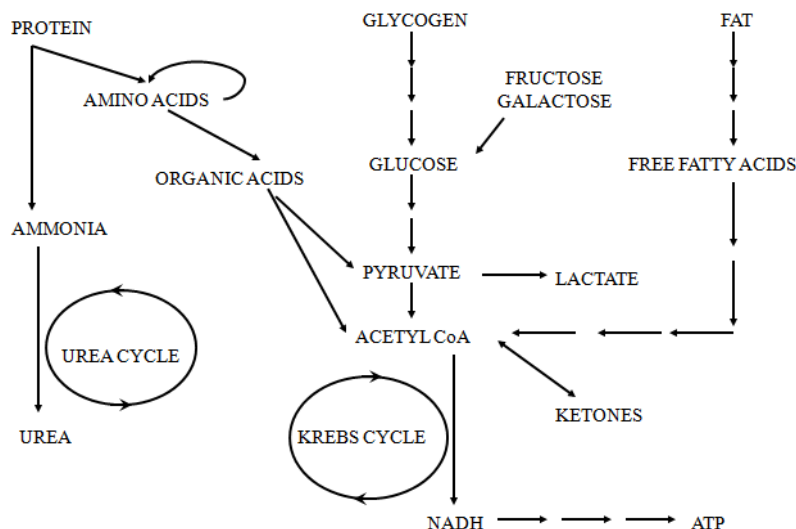 PROTEIN
GLYCOGEN
FAT
AMINO ACIDS
FRUCTOSE
GALACTOSE
ORGANIC ACIDS
GLUCOSE
FREE FATTY ACIDS
AMMONIA
PYRUVATE
LACTATE
ACETYL CoA
UREA CYCLE
KETONES
UREA
KREBS CYCLE
NADH
ATP